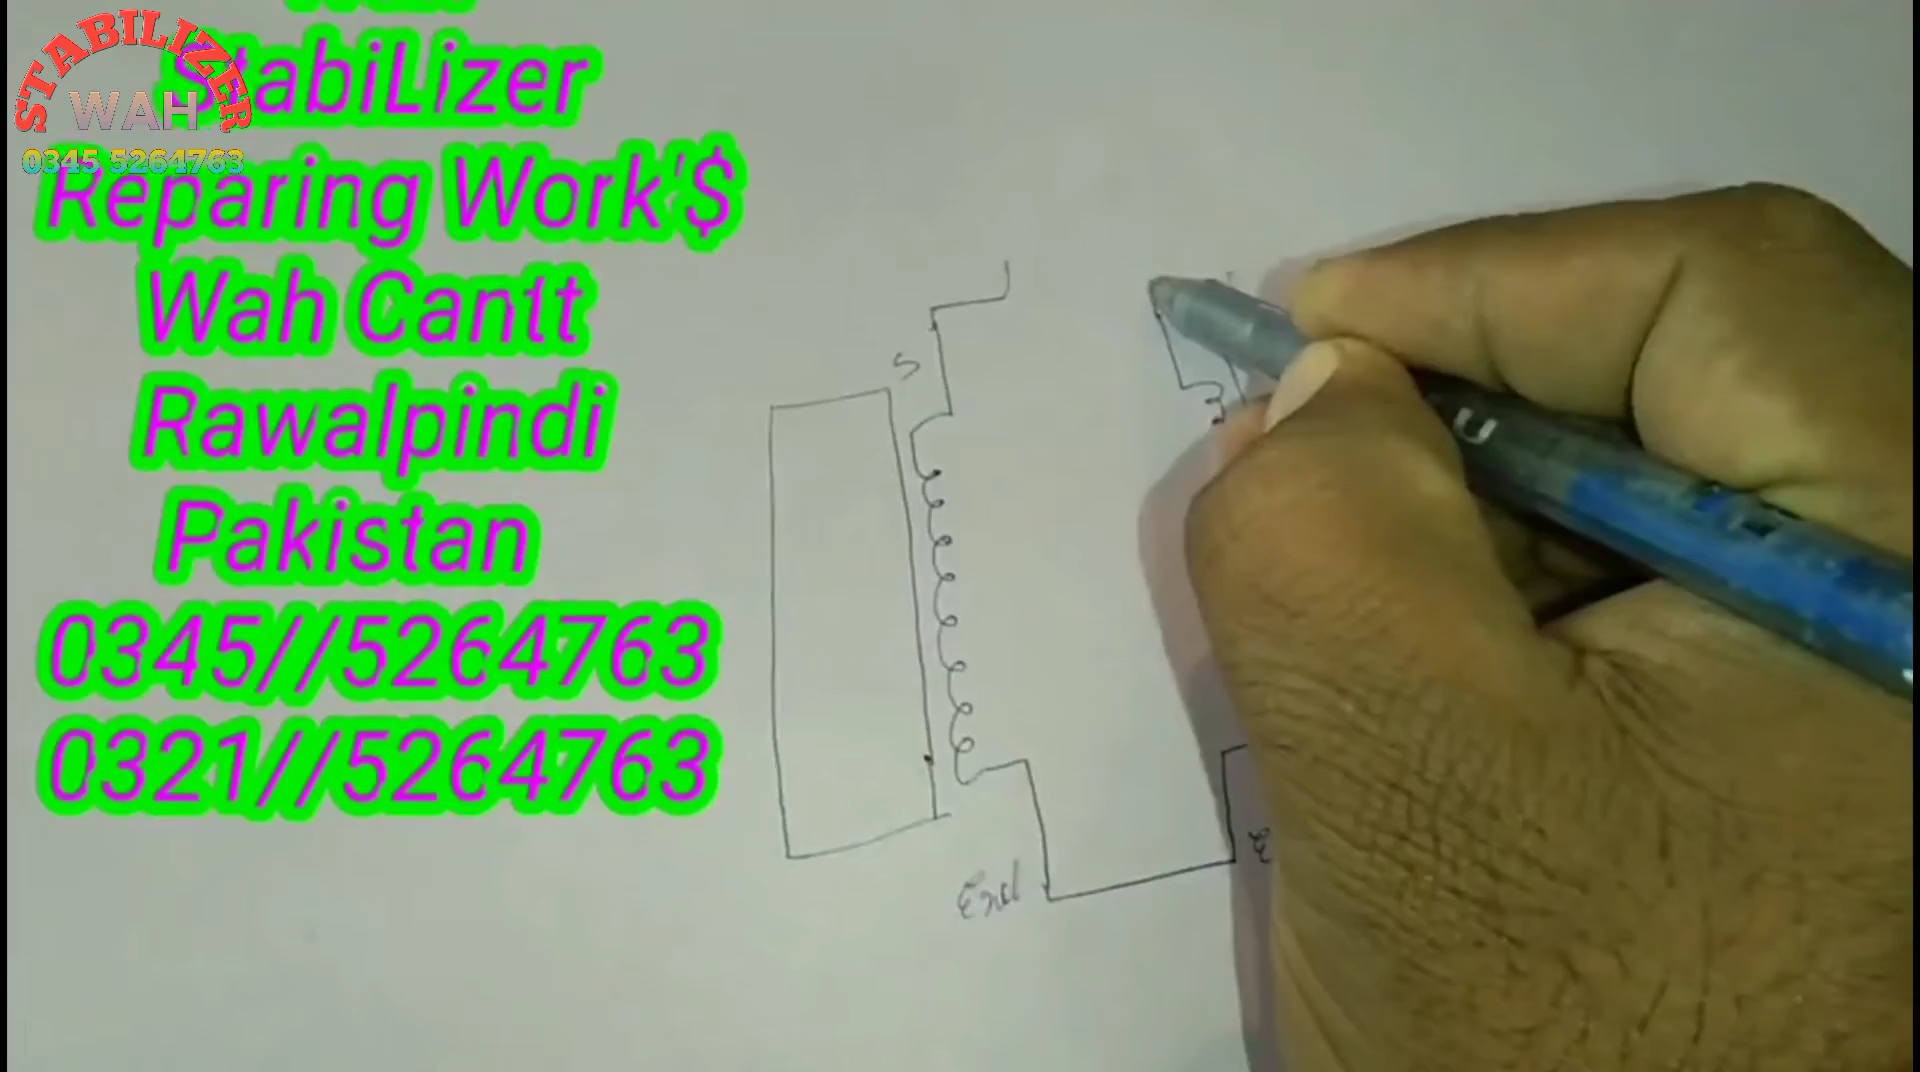 STABILIZER
WAH
0345 5264763
StabiLizer
Reparing Work'$
Wah Cantt
Rawalpindi
Pakistan
0345//5264763
0321//5264763
S
End